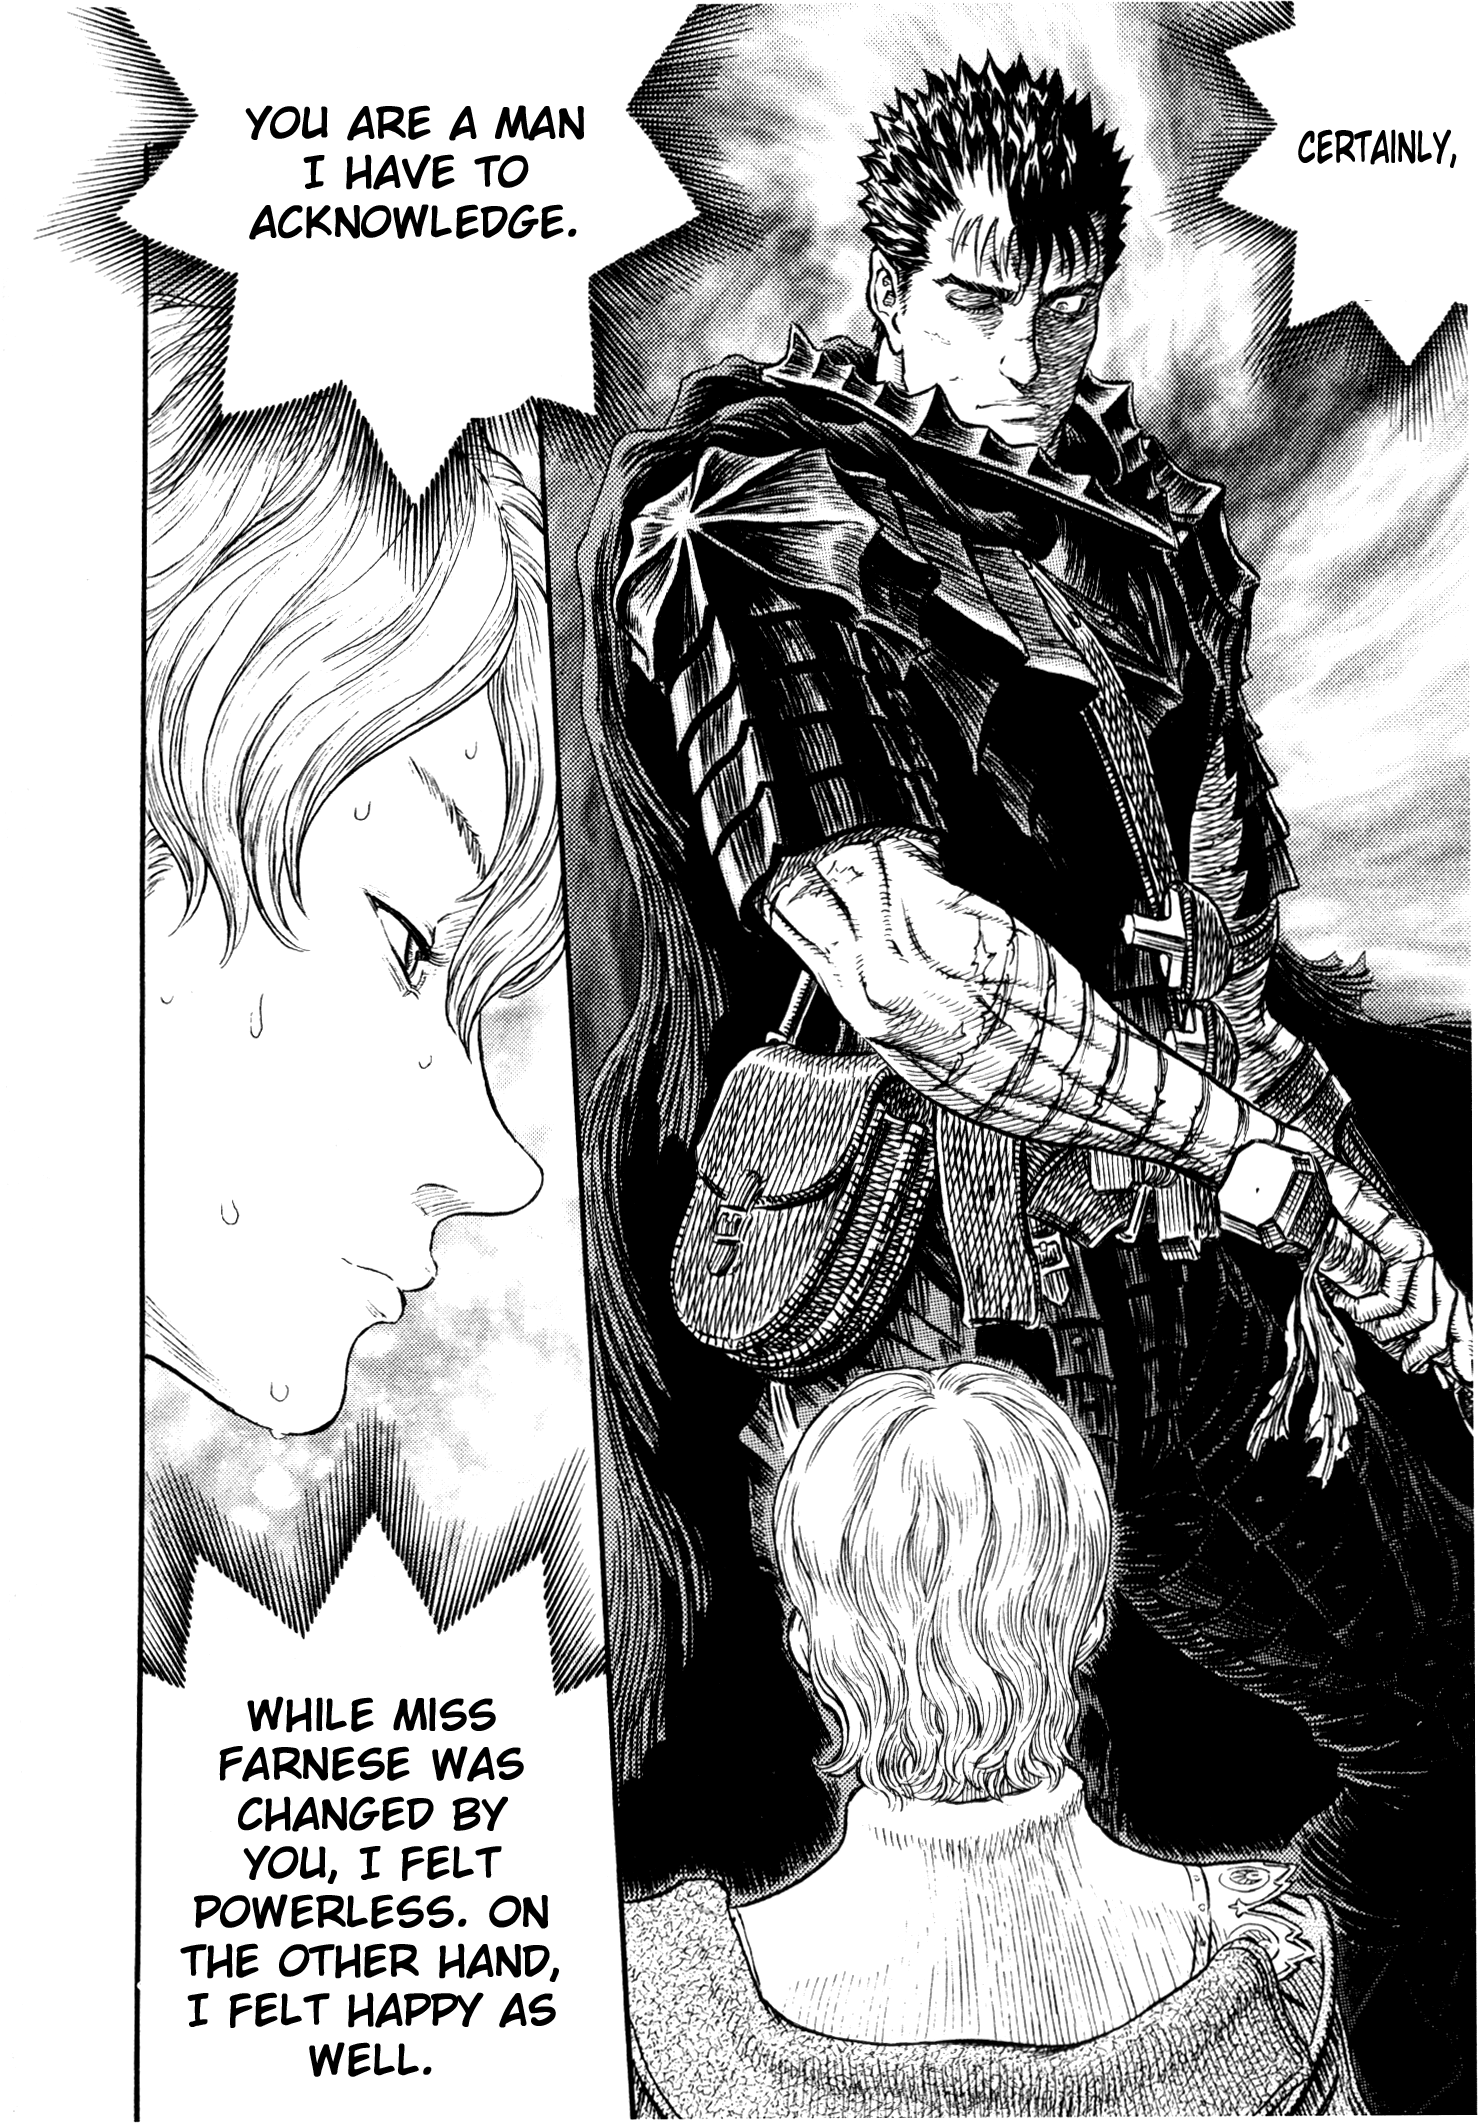 CERTAINLY,
YOU ARE A MAN
I HAVE TO
ACKNOWLEDGE.
WHILE MISS
FARNESE WAS
CHANGED BY
YOU, I FELT
POWERLESS. ON
THE OTHER HAND,
I FELT HAPPY AS
WELL.